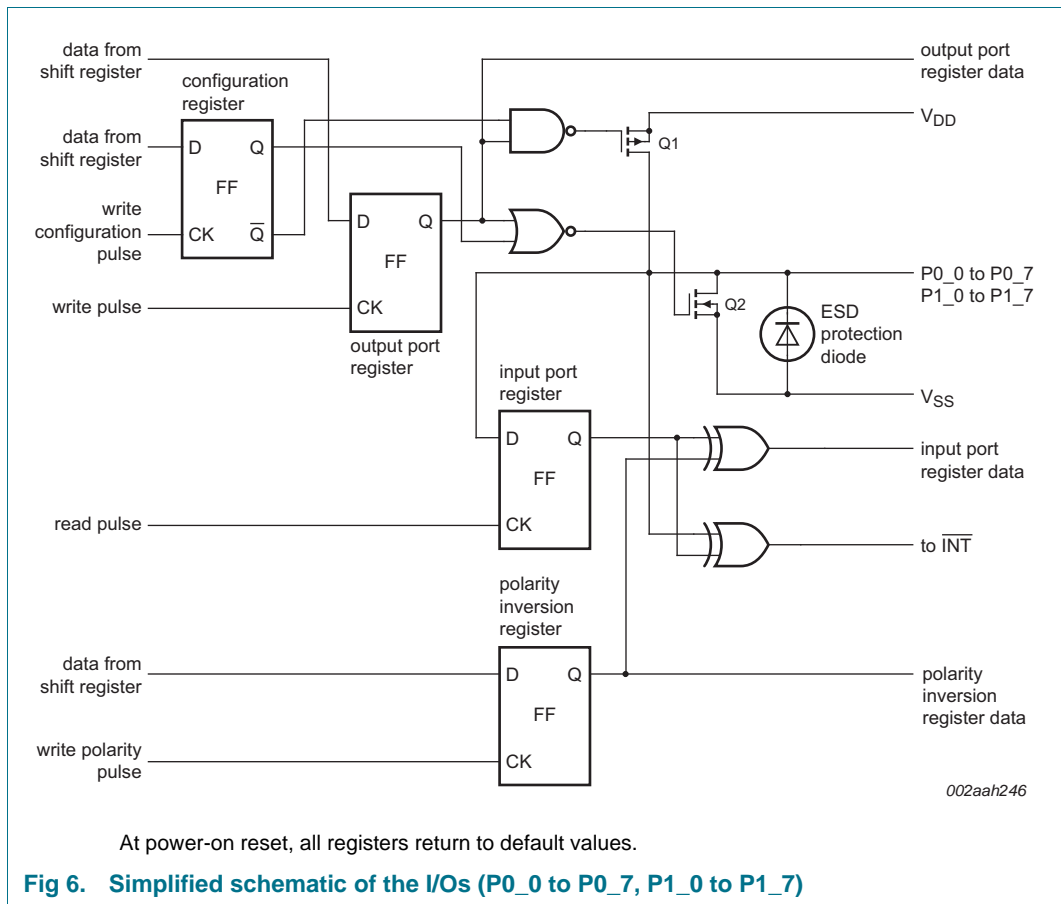 data from
shift register
output port
register data
configuration
register
V_DD
Q1
data from
shift register
D
Q
FF
write
configuration
pulse
CK
Q̅
D
Q
FF
P0_0 to P0_7
P1_0 to P1_7
write pulse
CK
Q2
ESD
protection
diode
output port
register
input port
register
V_SS
D
Q
input port
register data
FF
read pulse
CK
to I̅N̅T̅
polarity
inversion
register
data from
shift register
D
Q
polarity
inversion
register data
FF
write polarity
pulse
CK
002aah246
At power-on reset, all registers return to default values.
Fig 6. Simplified schematic of the I/Os (P0_0 to P0_7, P1_0 to P1_7)